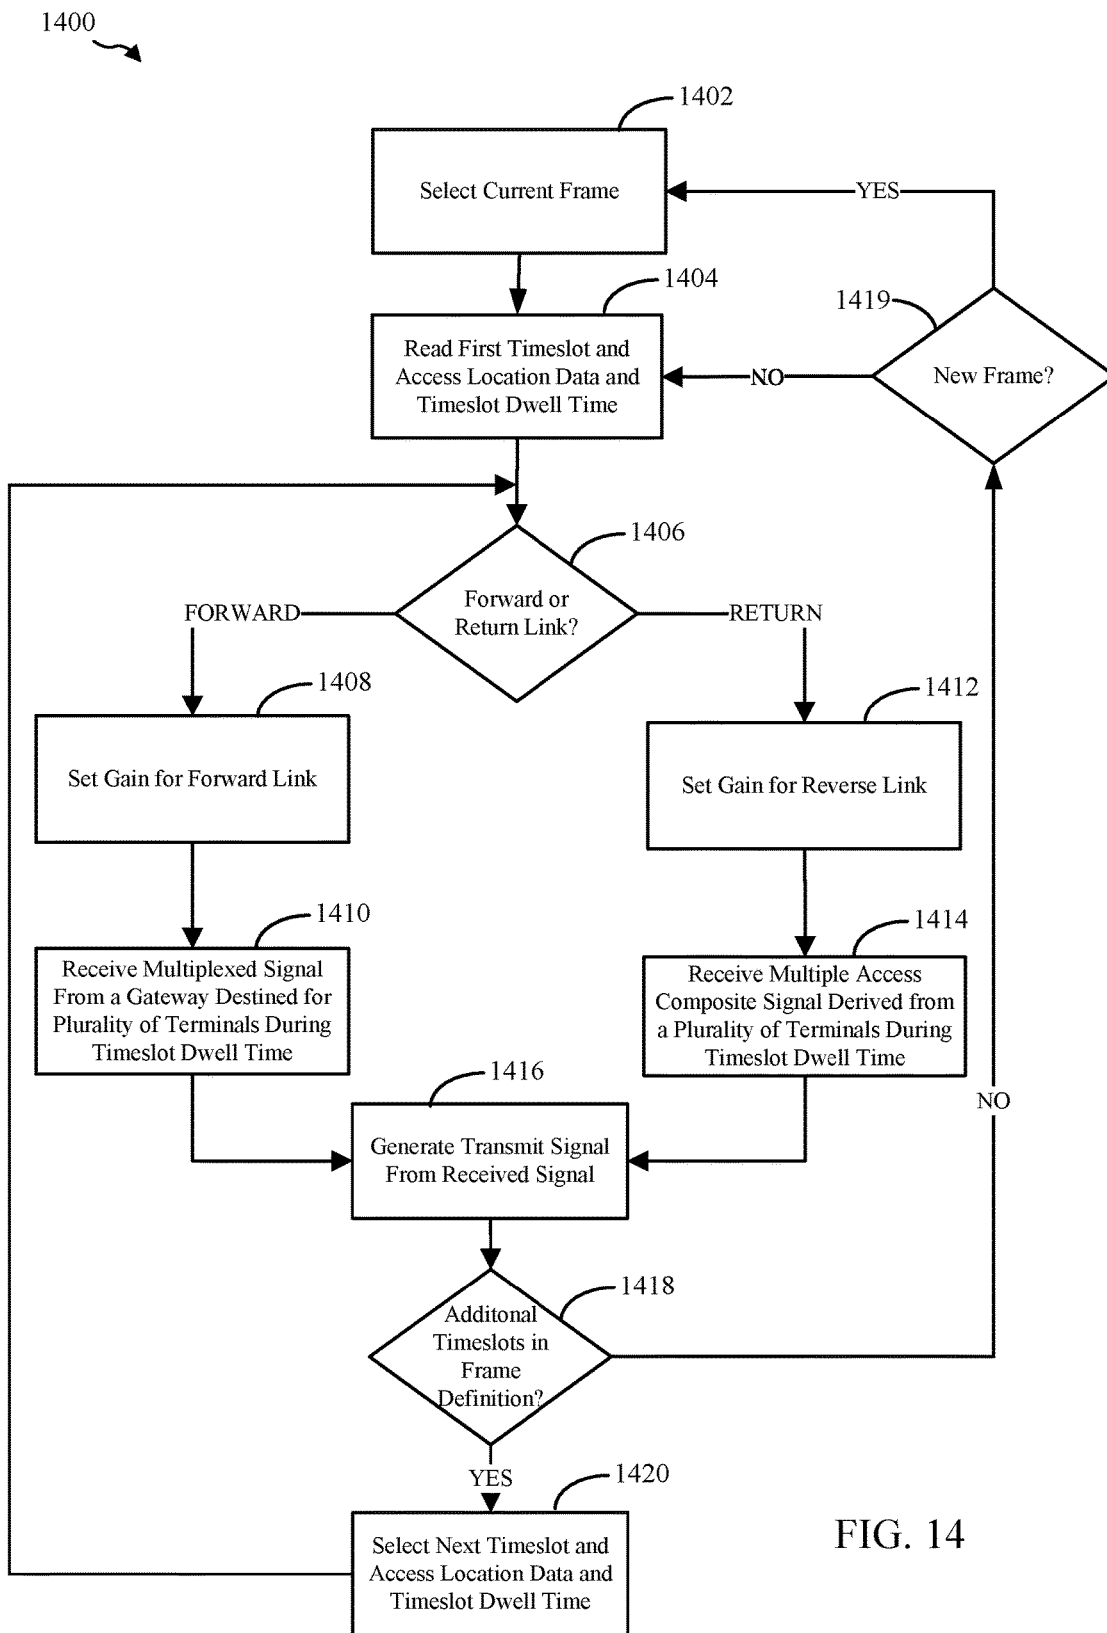 1400
1402
Select Current Frame
YES
1404
1419
Read First Timeslot and
Access Location Data and
Timeslot Dwell Time
NO
New Frame?
1406
Forward or
Return Link?
FORWARD
RETURN
1408
1412
Set Gain for Forward Link
Set Gain for Reverse Link
1410
1414
Receive Multiplexed Signal
From a Gateway Destined for
Plurality of Terminals During
Timeslot Dwell Time
Receive Multiple Access
Composite Signal Derived from
a Plurality of Terminals During
Timeslot Dwell Time
1416
NO
Generate Transmit Signal
From Received Signal
1418
Additonal
Timeslots in
Frame
Definition?
YES
1420
Select Next Timeslot and
Access Location Data and
Timeslot Dwell Time
FIG. 14